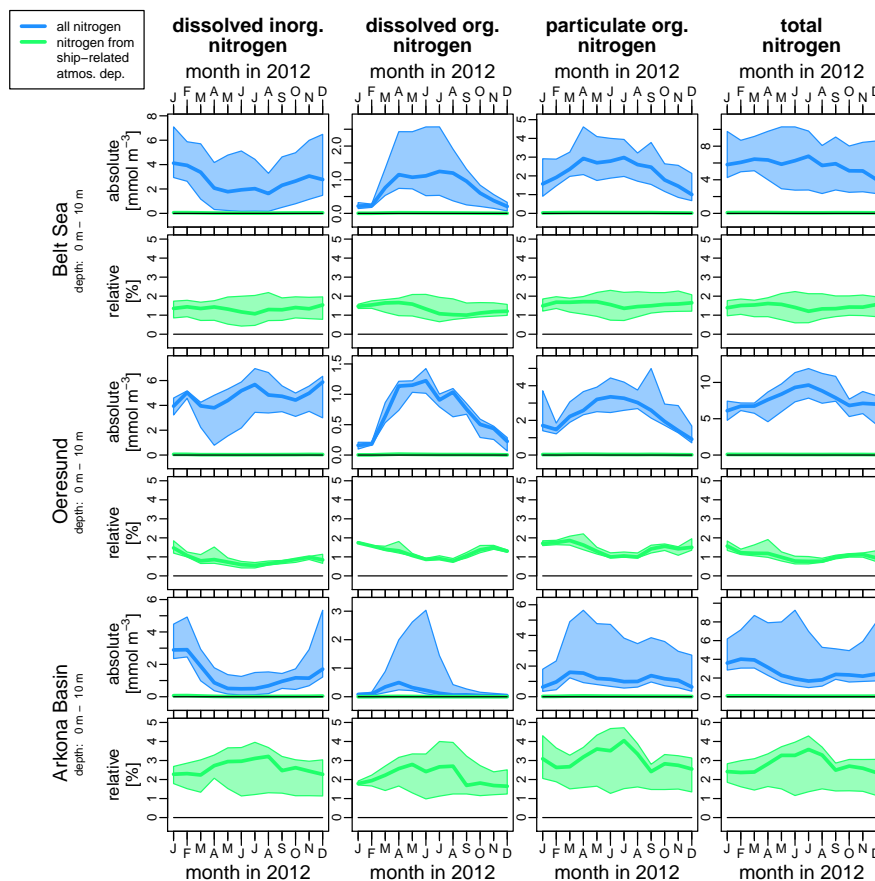 all nitrogen
nitrogen from
ship−related
atmos. dep.
dissolved inorg.
nitrogen
dissolved org.
nitrogen
particulate org.
nitrogen
total
nitrogen
month in 2012
month in 2012
month in 2012
month in 2012
J F M A M J J A S O N D
J F M A M J J A S O N D
J F M A M J J A S O N D
J F M A M J J A S O N D
Belt Sea
depth: 0 m − 10 m
absolute
[mmol m−3]
0 2 4 6 8
0.0 1.0 2.0
0 1 2 3 4 5
0 4 8
relative
[%]
0 1 2 3 4 5
0 1 2 3 4 5
0 1 2 3 4 5
0 1 2 3 4 5
Oeresund
depth: 0 m − 10 m
absolute
[mmol m−3]
0 2 4 6
0.0 0.5 1.0 1.5
0 2 4
0 5 10
relative
[%]
0 1 2 3 4 5
0 1 2 3 4 5
0 1 2 3 4 5
0 1 2 3 4 5
Arkona Basin
depth: 0 m − 10 m
absolute
[mmol m−3]
0 2 4 6
0 1 2 3
0 2 4 6
0 2 4 8
relative
[%]
0 1 2 3 4 5
0 1 2 3 4 5
0 1 2 3 4 5
0 1 2 3 4 5
J F M A M J J A S O N D
J F M A M J J A S O N D
J F M A M J J A S O N D
J F M A M J J A S O N D
month in 2012
month in 2012
month in 2012
month in 2012